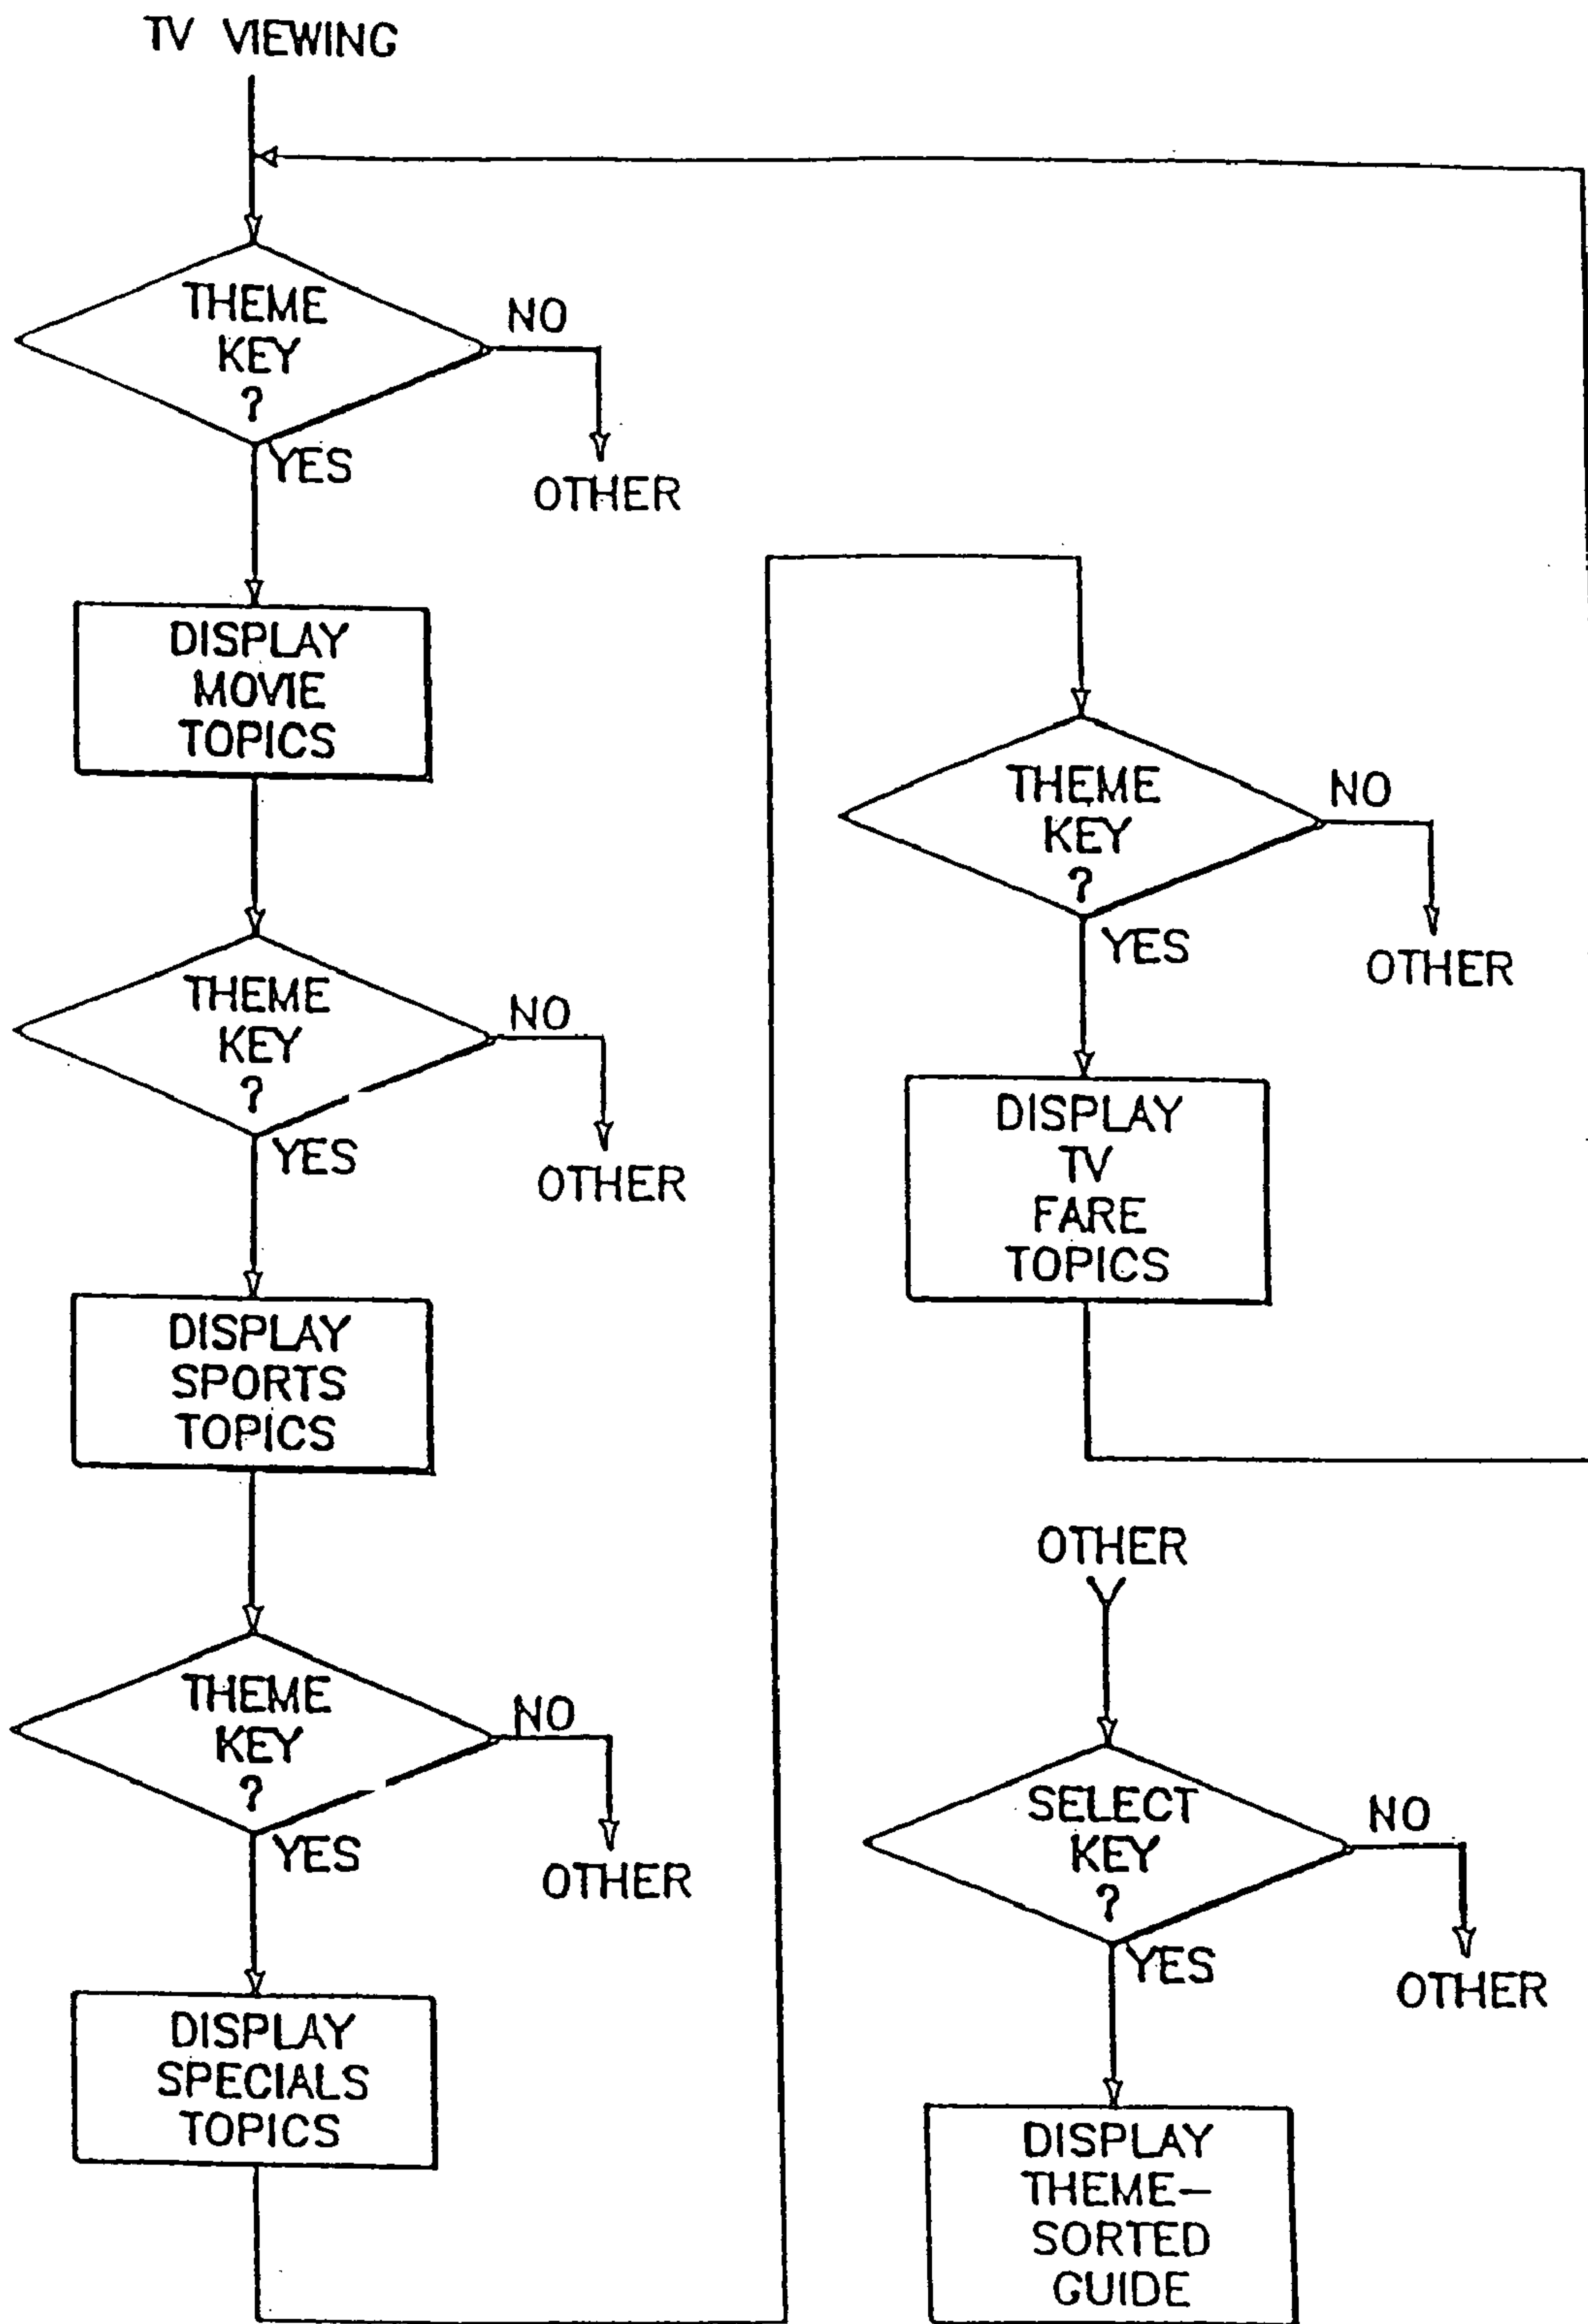 TV VIEWING
THEME
KEY
?
NO
YES
OTHER
DISPLAY
MOVIE
TOPICS
THEME
KEY
?
NO
YES
OTHER
DISPLAY
SPORTS
TOPICS
THEME
KEY
?
NO
YES
OTHER
DISPLAY
SPECIALS
TOPICS
THEME
KEY
?
NO
YES
OTHER
DISPLAY
TV
FARE
TOPICS
OTHER
SELECT
KEY
?
NO
YES
OTHER
DISPLAY
THEME-
SORTED
GUIDE